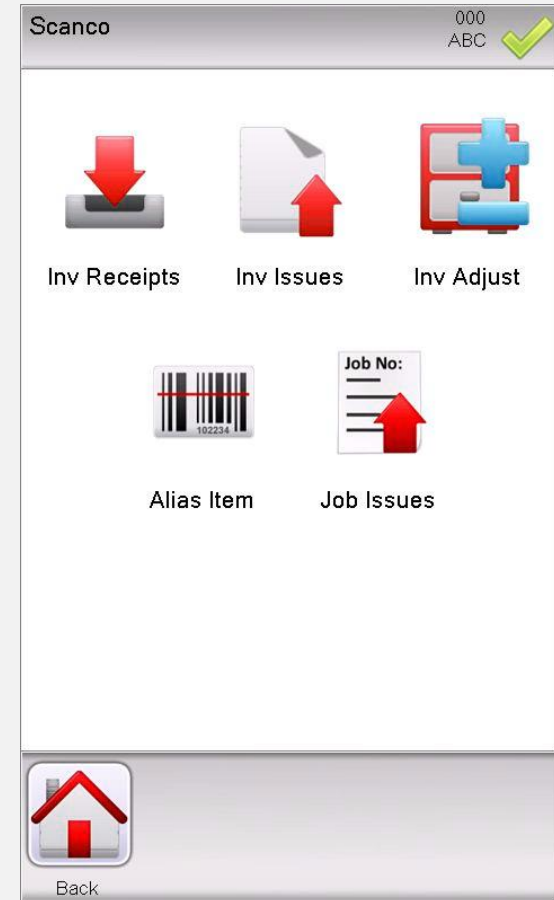 Scanco
000
ABC
Inv Receipts
Inv Issues
Inv Adjust
102234
Job No:
Alias Item
Job Issues
Back